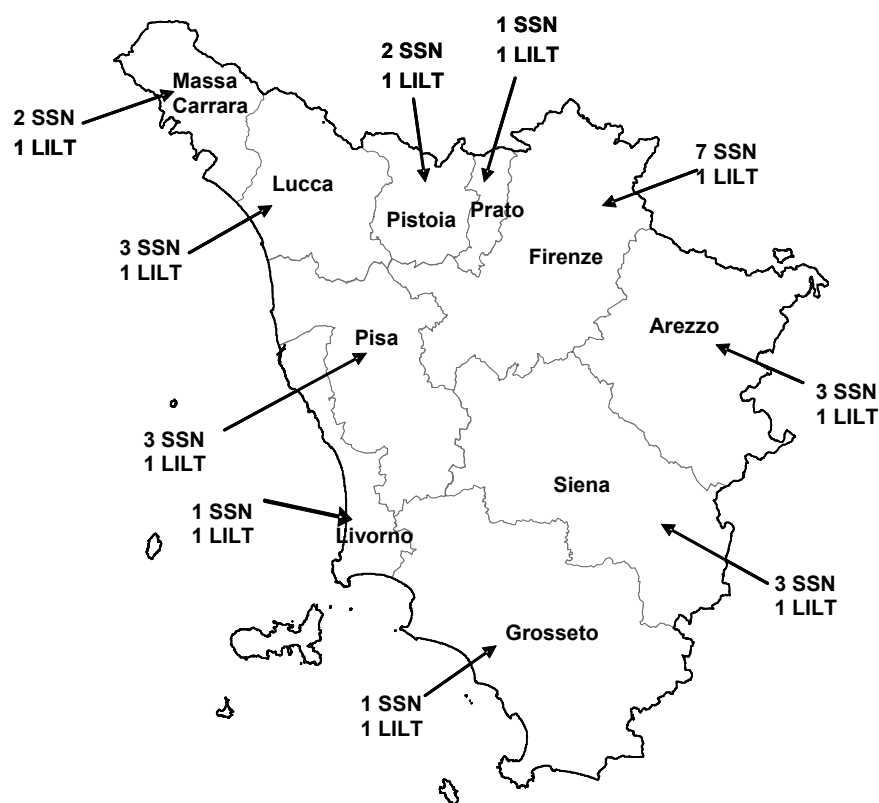 1 SSN
1 LILT
2 SSN
1 LILT
Massa
Carrara
2 SSN
1 LILT
7 SSN
1 LILT
Lucca
Pistoia
Prato
3 SSN
1 LILT
Firenze
Pisa
Arezzo
3 SSN
1 LILT
3 SSN
1 LILT
Siena
1 SSN
1 LILT
Livorno
3 SSN
1 LILT
Grosseto
1 SSN
1 LILT